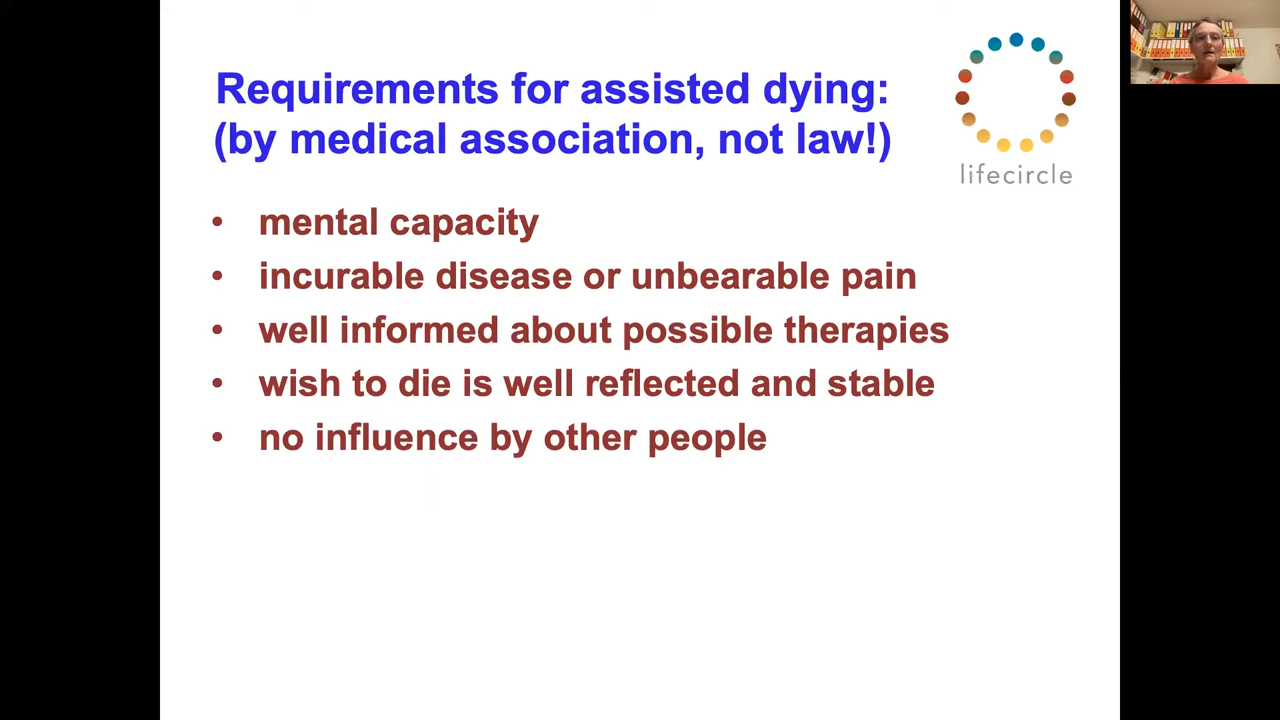 Requirements for assisted dying:
(by medical association, not law!)
lifecircle
• mental capacity
• incurable disease or unbearable pain
• well informed about possible therapies
• wish to die is well reflected and stable
• no influence by other people